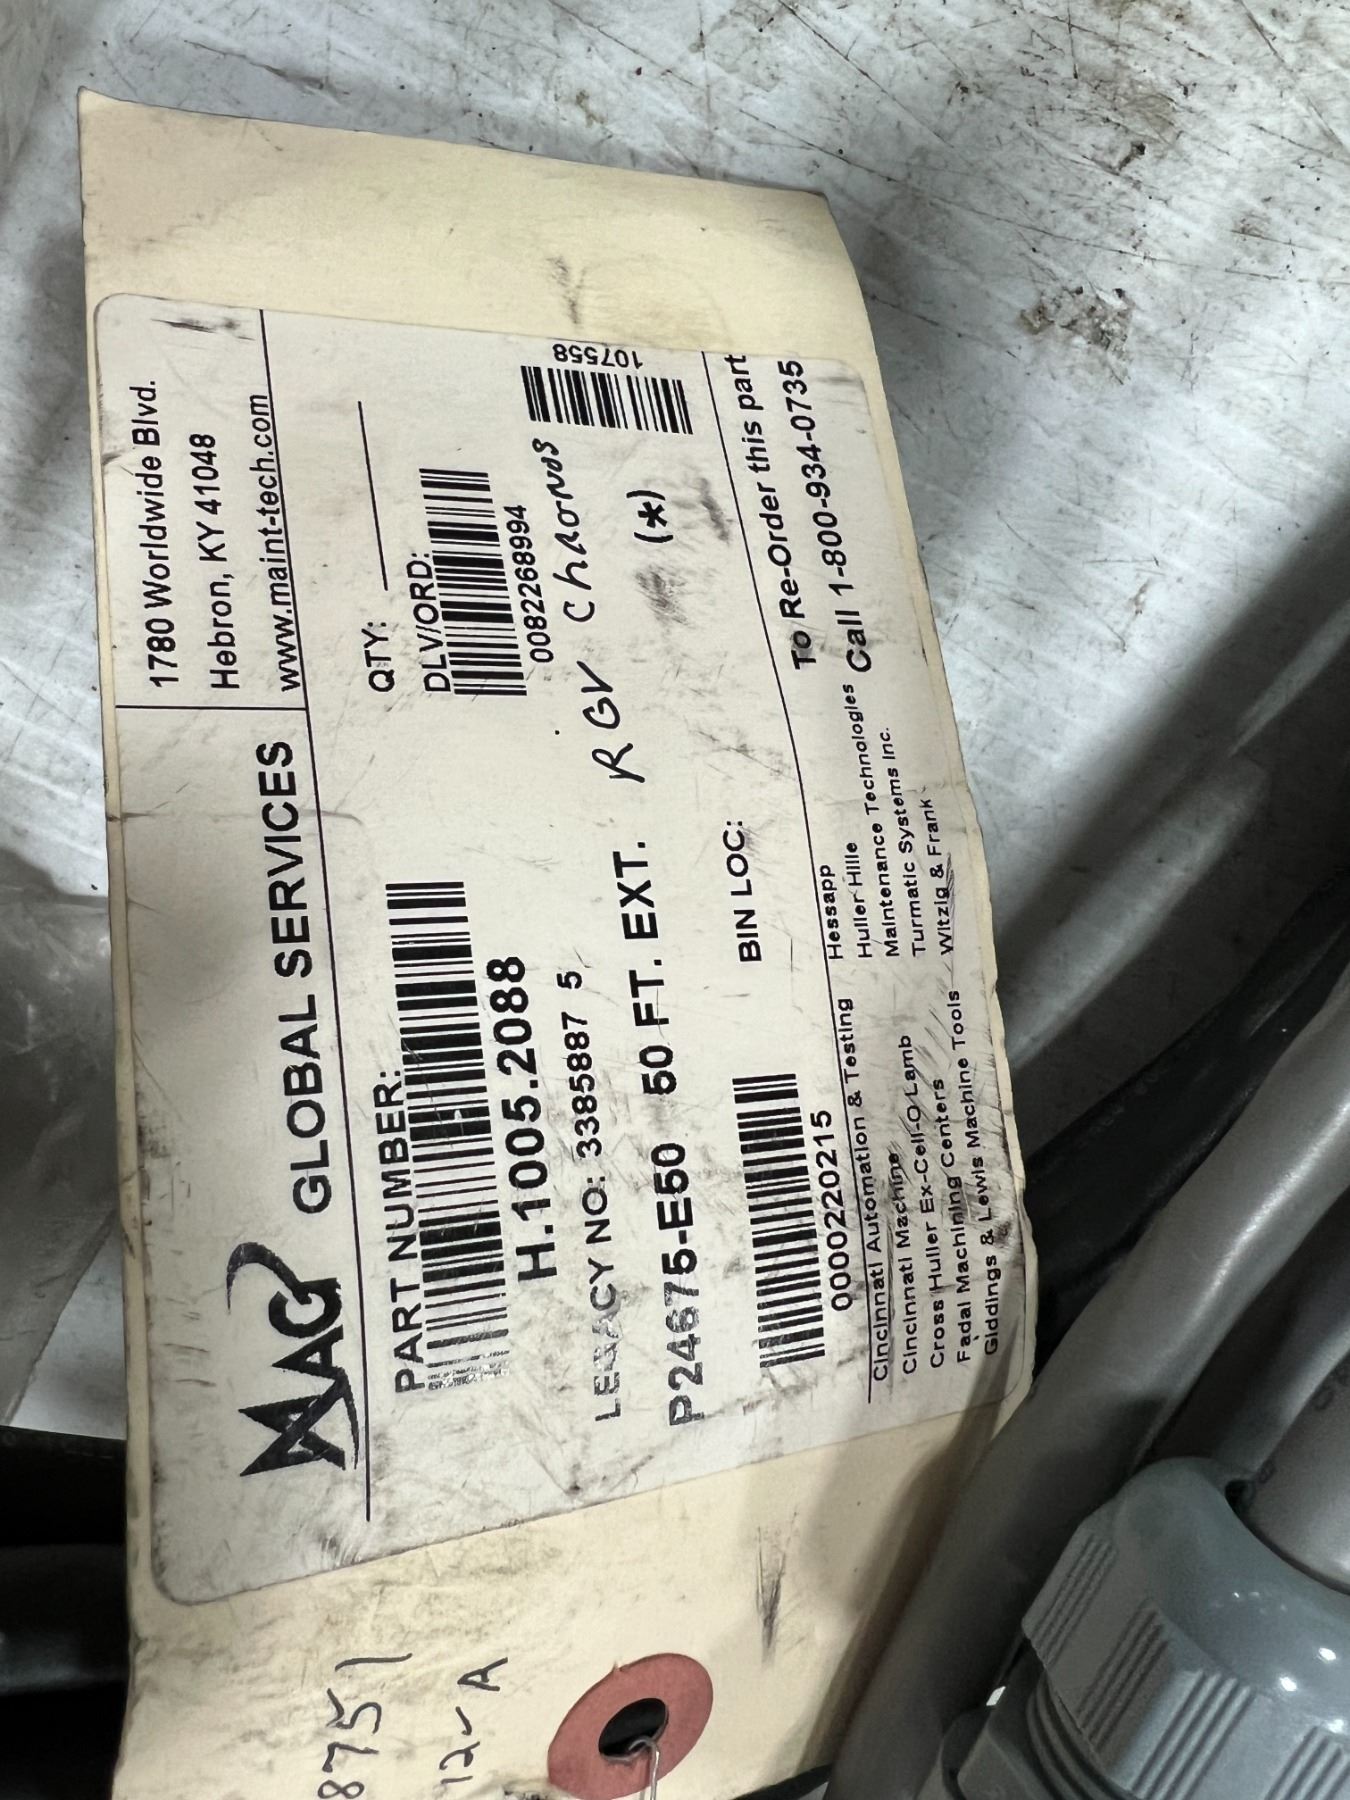 MAG GLOBAL SERVICES
1780 Worldwide Blvd.
Hebron, KY 41048
www.maint-tech.com
PART NUMBER:
H.1005.2088
QTY:
DLV/ORD:
0082268994
LEGACY NO: 3385887 5
RGV
P24675-E50 50 FT. EXT. (*)
107558
0000220215
BIN LOC:
To Re-Order this part
Call 1-800-934-0735
Cincinnati Automation & Testing
Cincinnati Machine
Cross Huller Ex-Cell-O Lamb
Fadal Machining Centers
Giddings & Lewis Machine Tools
Hessapp
Huller Hille
Maintenance Technologies
Turmatic Systems Inc.
Witzig & Frank
8751
12-A